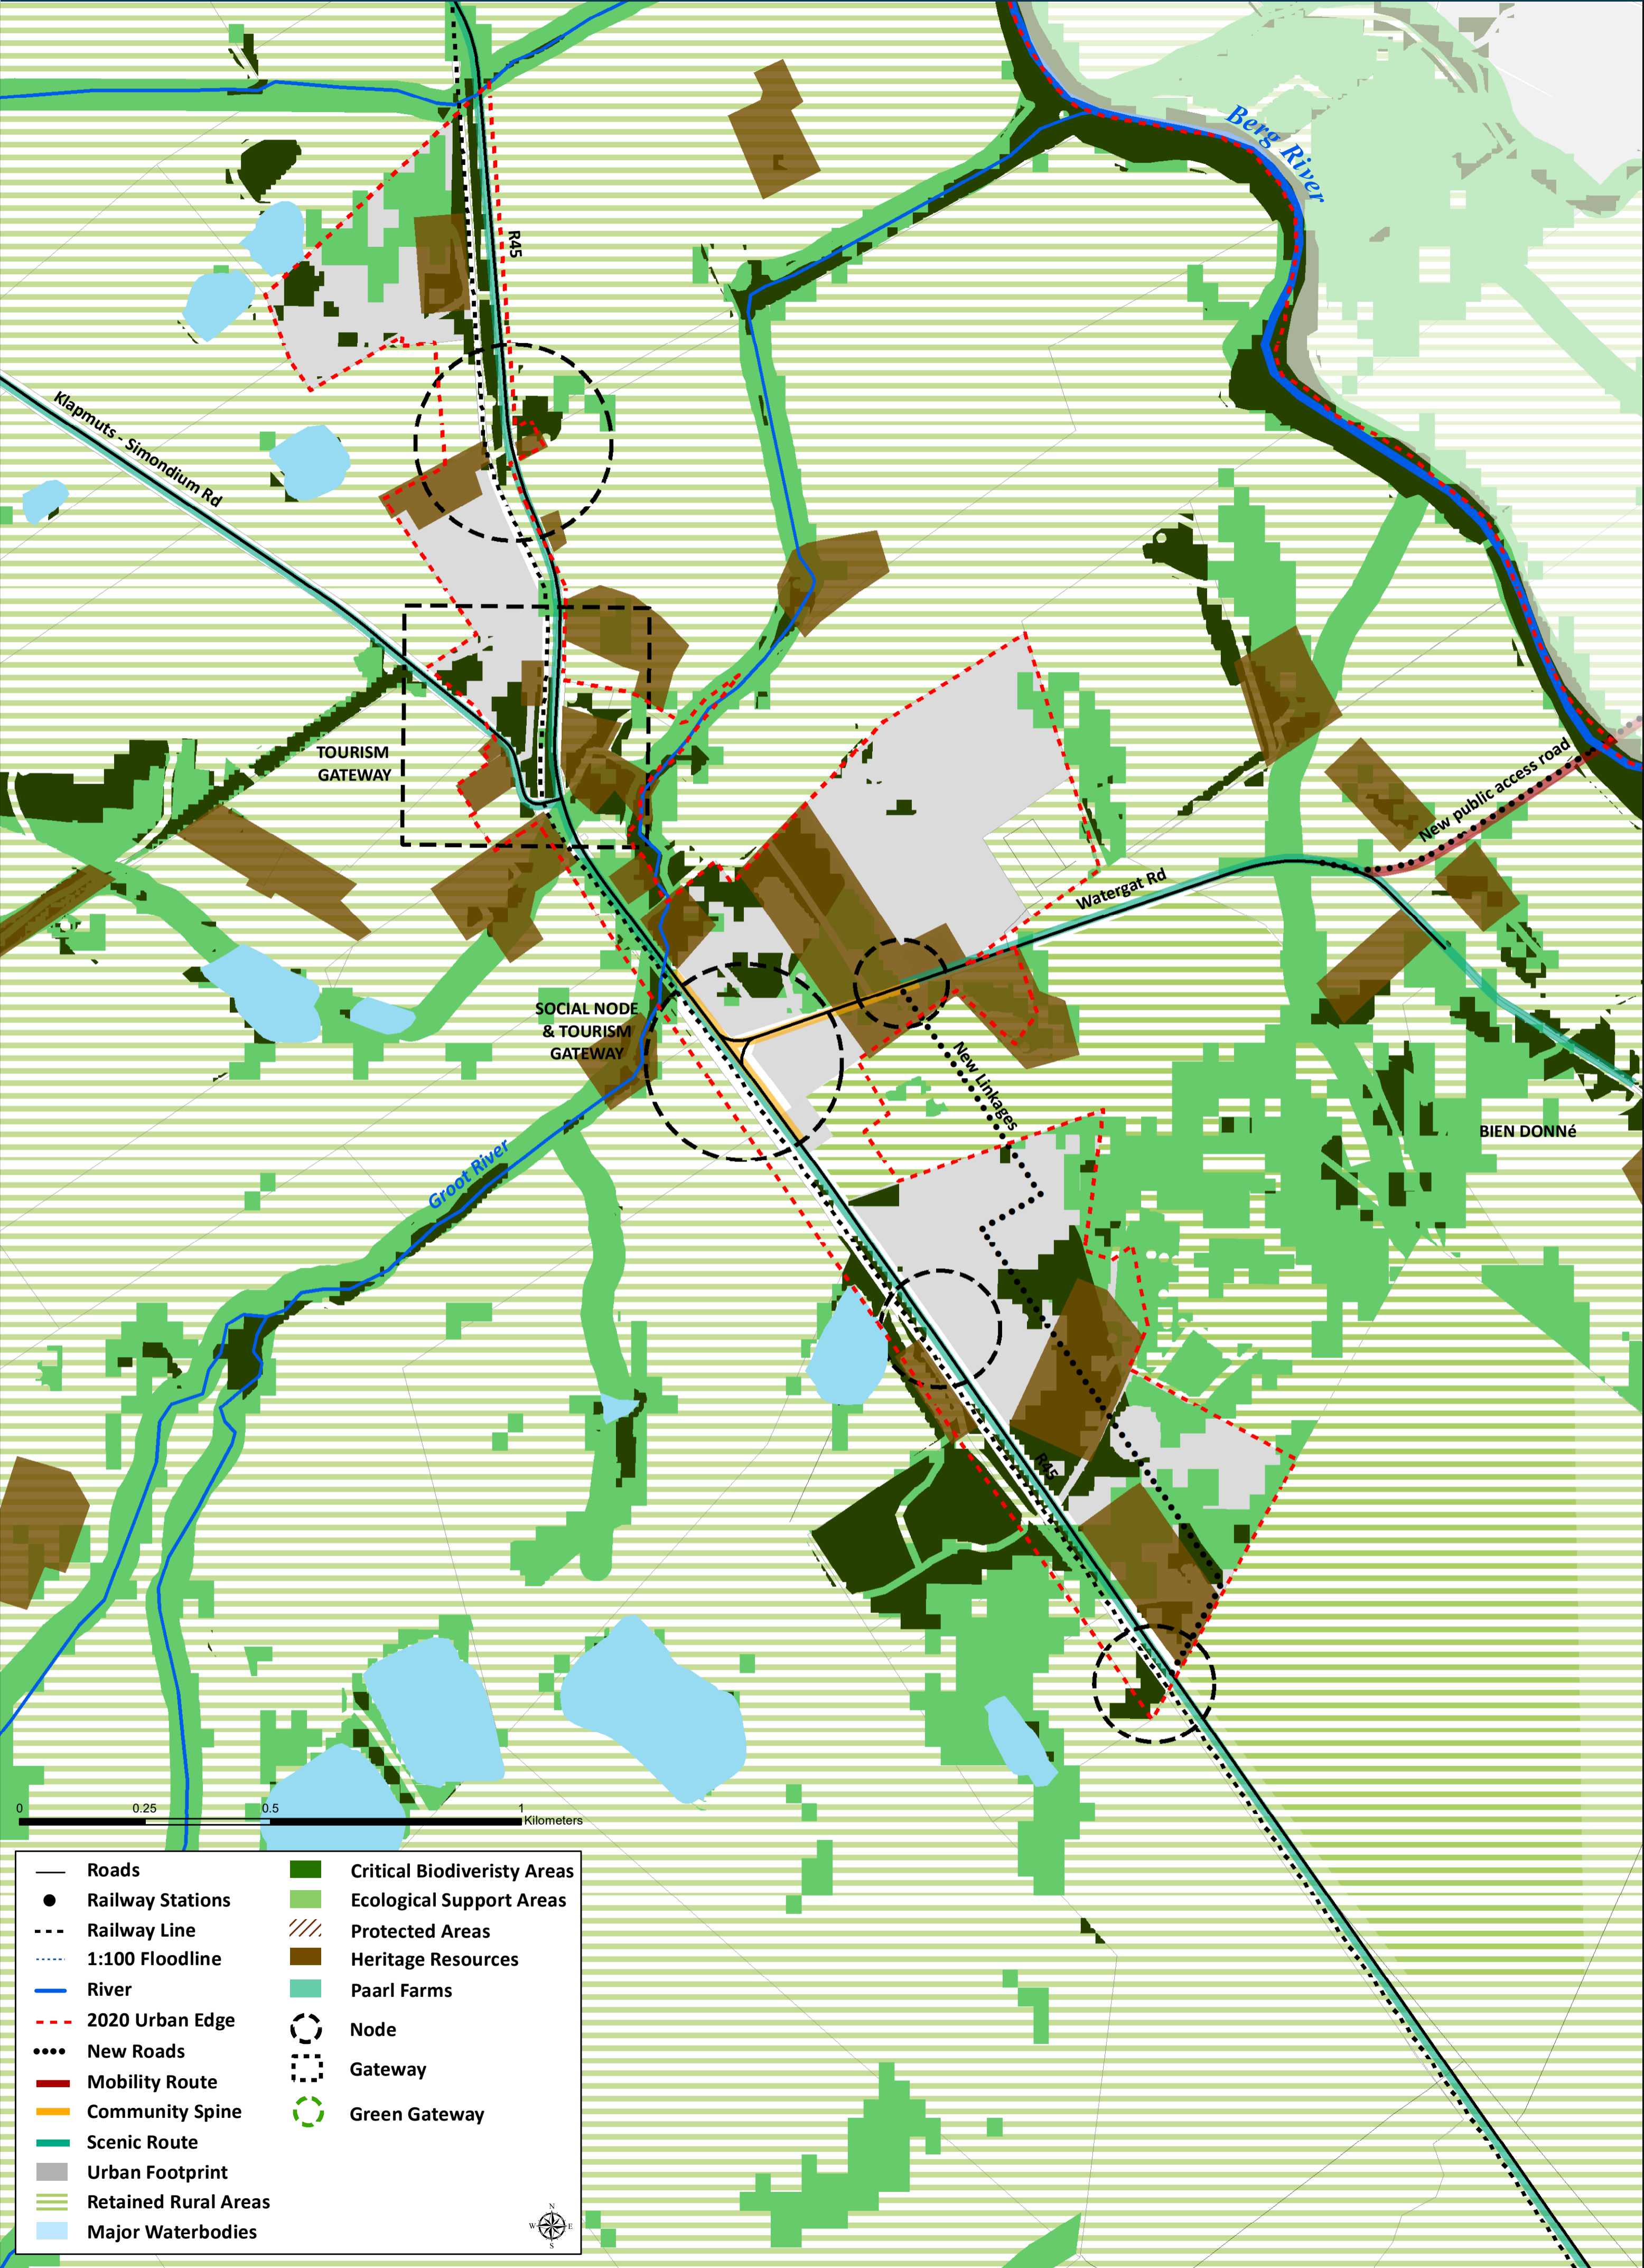 Berg River
R45
Klapmuts - Simondium Rd
TOURISM
GATEWAY
New public access road
Watergat Rd
SOCIAL NODE
& TOURISM
GATEWAY
New Linkages
BIEN DONNé
Groot River
R45
0
0.25
0.5
1
Kilometers
Roads
Railway Stations
Railway Line
1:100 Floodline
River
2020 Urban Edge
New Roads
Mobility Route
Community Spine
Scenic Route
Urban Footprint
Retained Rural Areas
Major Waterbodies
Critical Biodiveristy Areas
Ecological Support Areas
Protected Areas
Heritage Resources
Paarl Farms
Node
Gateway
Green Gateway
N
W E
S